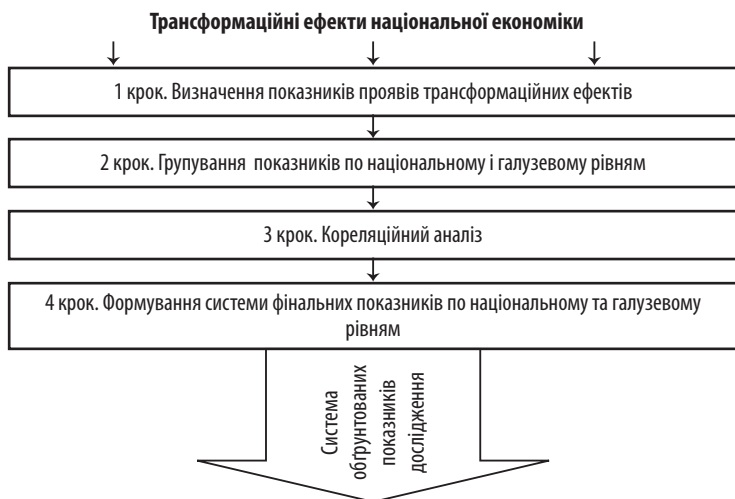 Трансформаційні ефекти національної економіки
1 крок. Визначення показників проявів трансформаційних ефектів
2 крок. Групування показників по національному і галузевому рівням
3 крок. Кореляційний аналіз
4 крок. Формування системи фінальних показників по національному та галузевому
рівням
Система
обґрунтованих
показників
дослідження